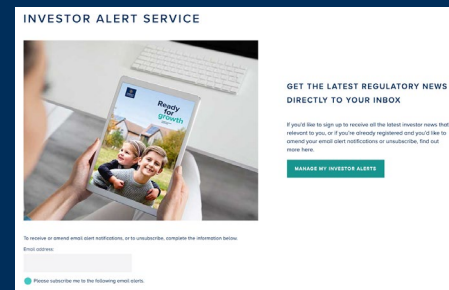 INVESTOR ALERT SERVICE
Ready
for
growth
GET THE LATEST REGULATORY NEWS
DIRECTLY TO YOUR INBOX
If you'd like to sign up to receive all the latest investor news that
relevant to you, or if you're already registered and you'd like to
amend your email alert notifications or unsubscribe, find out
more here.
MANAGE MY INVESTOR ALERTS
To receive or amend email alert notifications, or to unsubscribe, complete the information below.
Email address
Please subscribe me to the following email alerts.